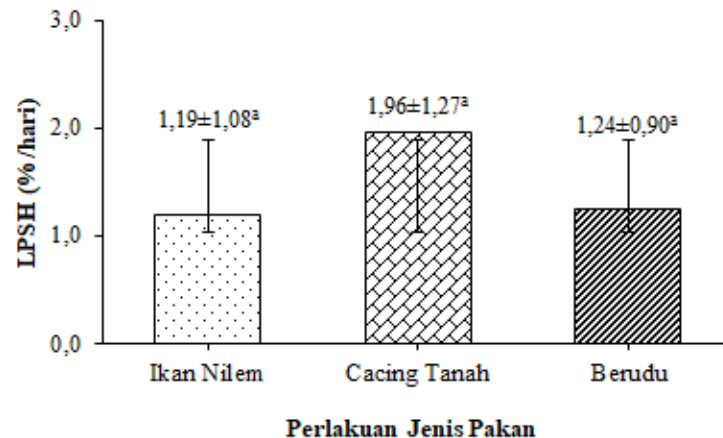 3,0
2,0
1,0
0,0
LPSH (%/hari)
1,19±1,08ᵃ
1,96±1,27ᵃ
1,24±0,90ᵃ
Ikan Nilem
Cacing Tanah
Berudu
Perlakuan Jenis Pakan